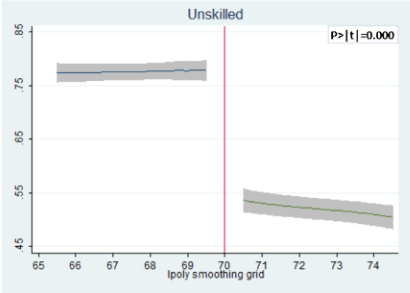 Unskilled
P>|t|=0.000
.85
.75
.65
.55
.45
65 66 67 68 69 70 71 72 73 74
lpoly smoothing grid